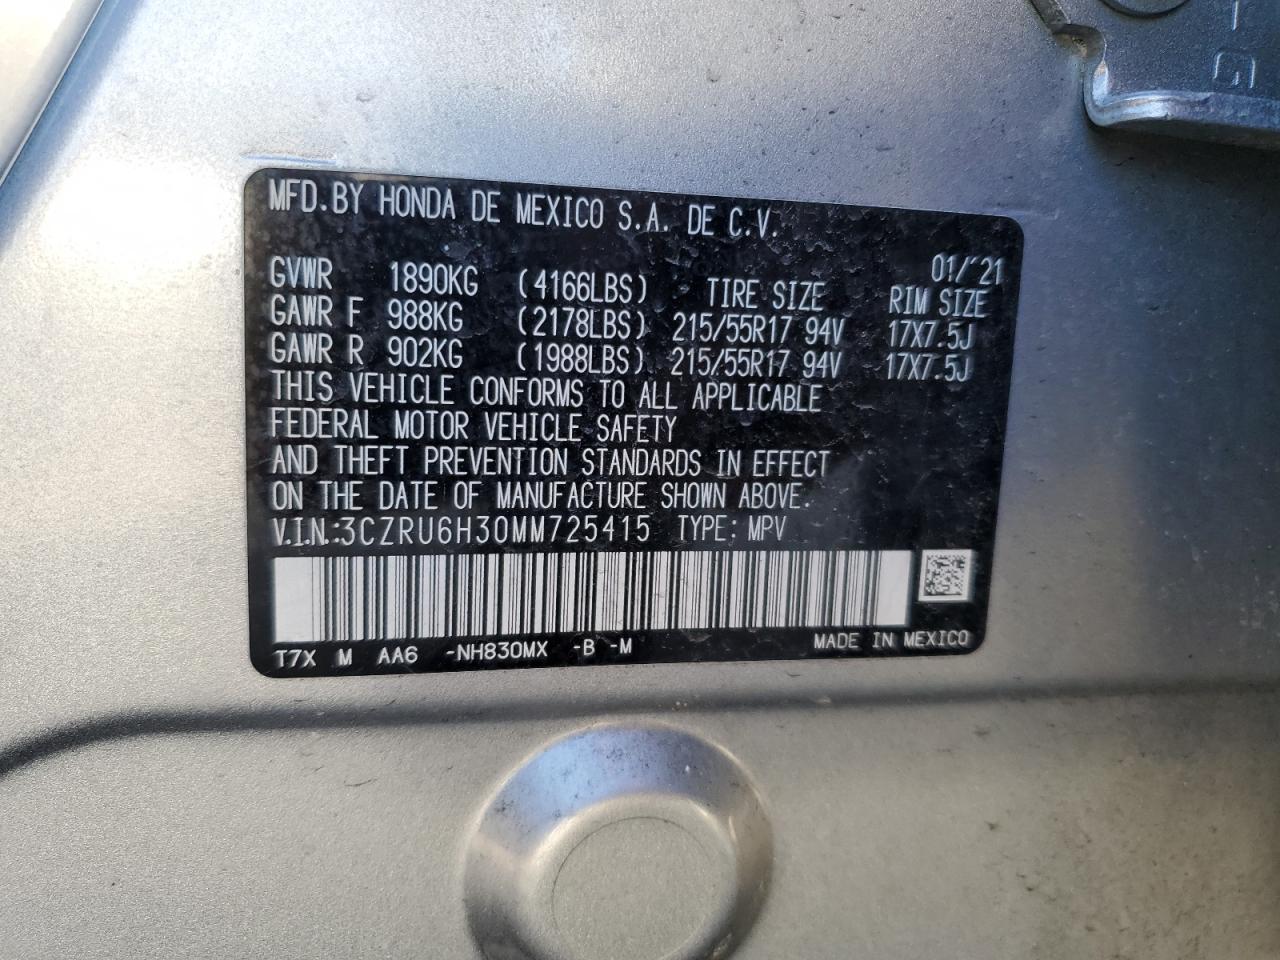 MFD.BY HONDA DE MEXICO S.A. DE C.V.
01/'21
GVWR 1890KG (4166LBS) TIRE SIZE RIM SIZE
GAWR F 988KG (2178LBS) 215/55R17 94V 17X7.5J
GAWR R 902KG (1988LBS) 215/55R17 94V 17X7.5J
THIS VEHICLE CONFORMS TO ALL APPLICABLE
FEDERAL MOTOR VEHICLE SAFETY
AND THEFT PREVENTION STANDARDS IN EFFECT
ON THE DATE OF MANUFACTURE SHOWN ABOVE.
V.I.N.:3CZRU6H30MM725415 TYPE: MPV
T7X M AA6 -NH830MX -B -M MADE IN MEXICO